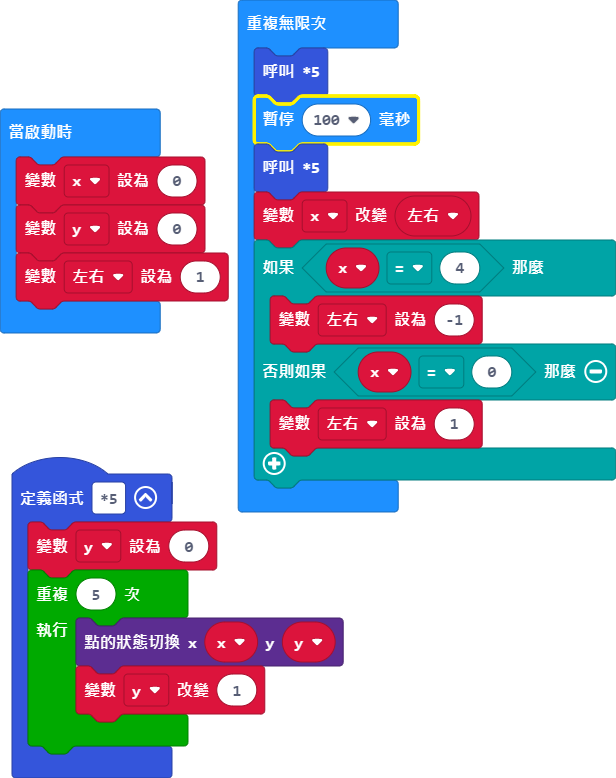 當啟動時
變數 x 設為 0
變數 y 設為 0
變數 左右 設為 1
重複無限次
呼叫 *5
暫停 100 毫秒
呼叫 *5
變數 x 改變 左右
如果 x = 4 那麼
變數 左右 設為 -1
否則如果 x = 0 那麼
變數 左右 設為 1
定義函式 *5
變數 y 設為 0
重複 5 次
執行
點的狀態切換 x x y y
變數 y 改變 1